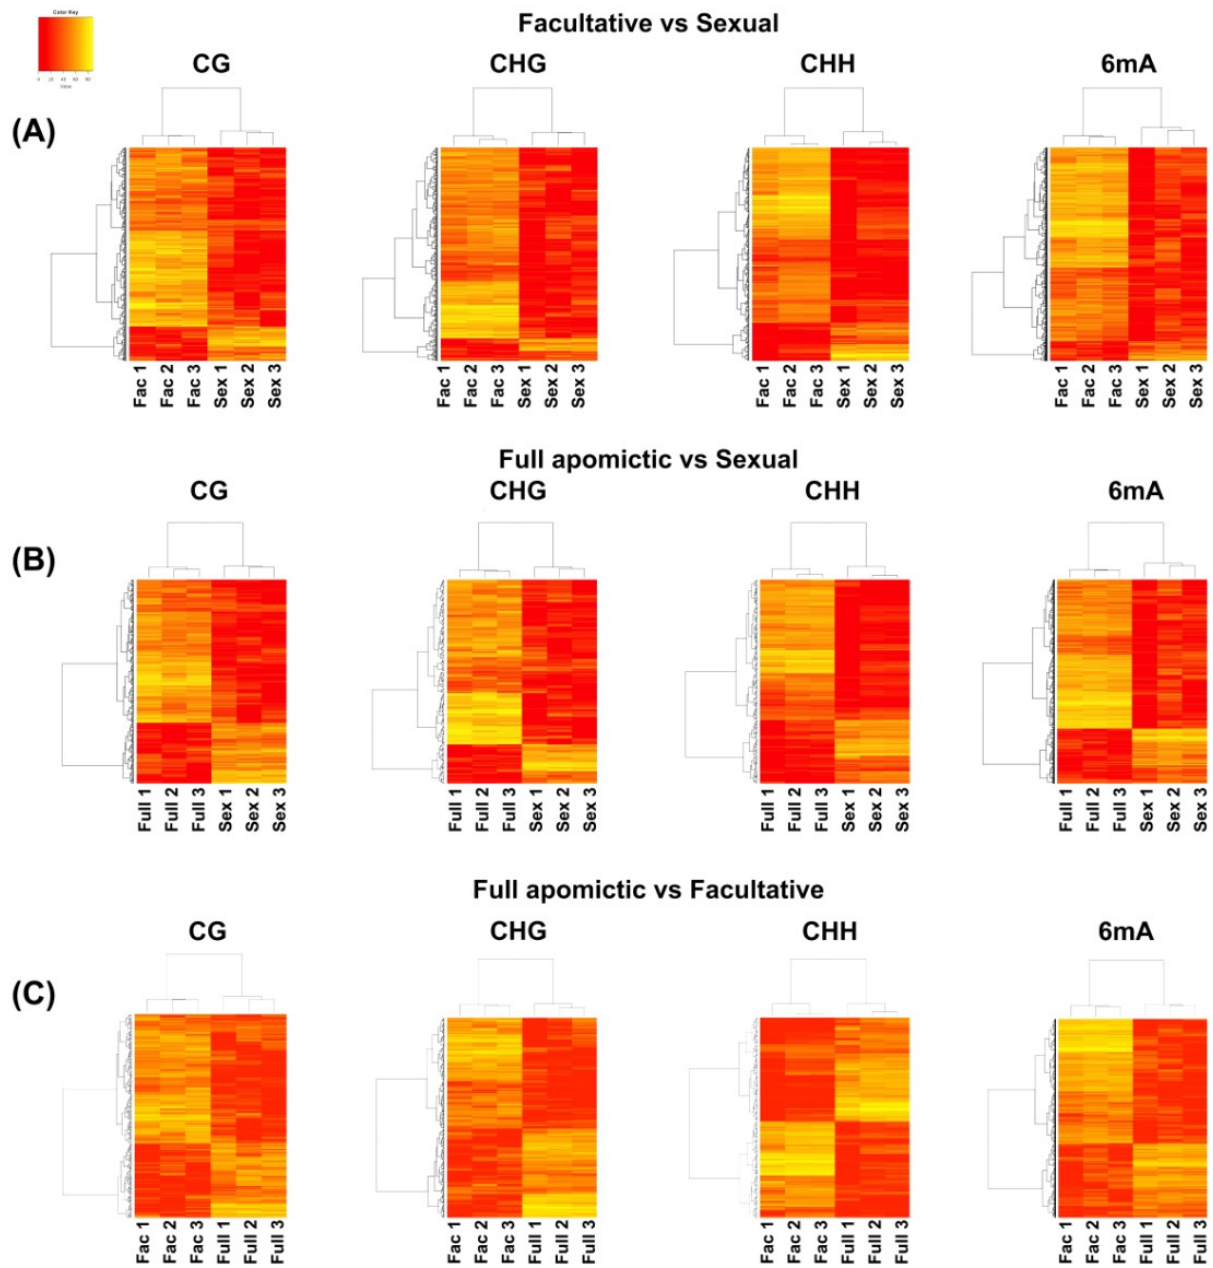 Color Key
0 20 40 60 80
Value
Facultative vs Sexual
CG CHG CHH 6mA
(A)
Fac 1 Fac 2 Fac 3 Sex 1 Sex 2 Sex 3 Fac 1 Fac 2 Fac 3 Sex 1 Sex 2 Sex 3 Fac 1 Fac 2 Fac 3 Sex 1 Sex 2 Sex 3 Fac 1 Fac 2 Fac 3 Sex 1 Sex 2 Sex 3
Full apomictic vs Sexual
CG CHG CHH 6mA
(B)
Full 1 Full 2 Full 3 Sex 1 Sex 2 Sex 3 Full 1 Full 2 Full 3 Sex 1 Sex 2 Sex 3 Full 1 Full 2 Full 3 Sex 1 Sex 2 Sex 3 Full 1 Full 2 Full 3 Sex 1 Sex 2 Sex 3
Full apomictic vs Facultative
CG CHG CHH 6mA
(C)
Fac 1 Fac 2 Fac 3 Full 1 Full 2 Full 3 Fac 1 Fac 2 Fac 3 Full 1 Full 2 Full 3 Fac 1 Fac 2 Fac 3 Full 1 Full 2 Full 3 Fac 1 Fac 2 Fac 3 Full 1 Full 2 Full 3